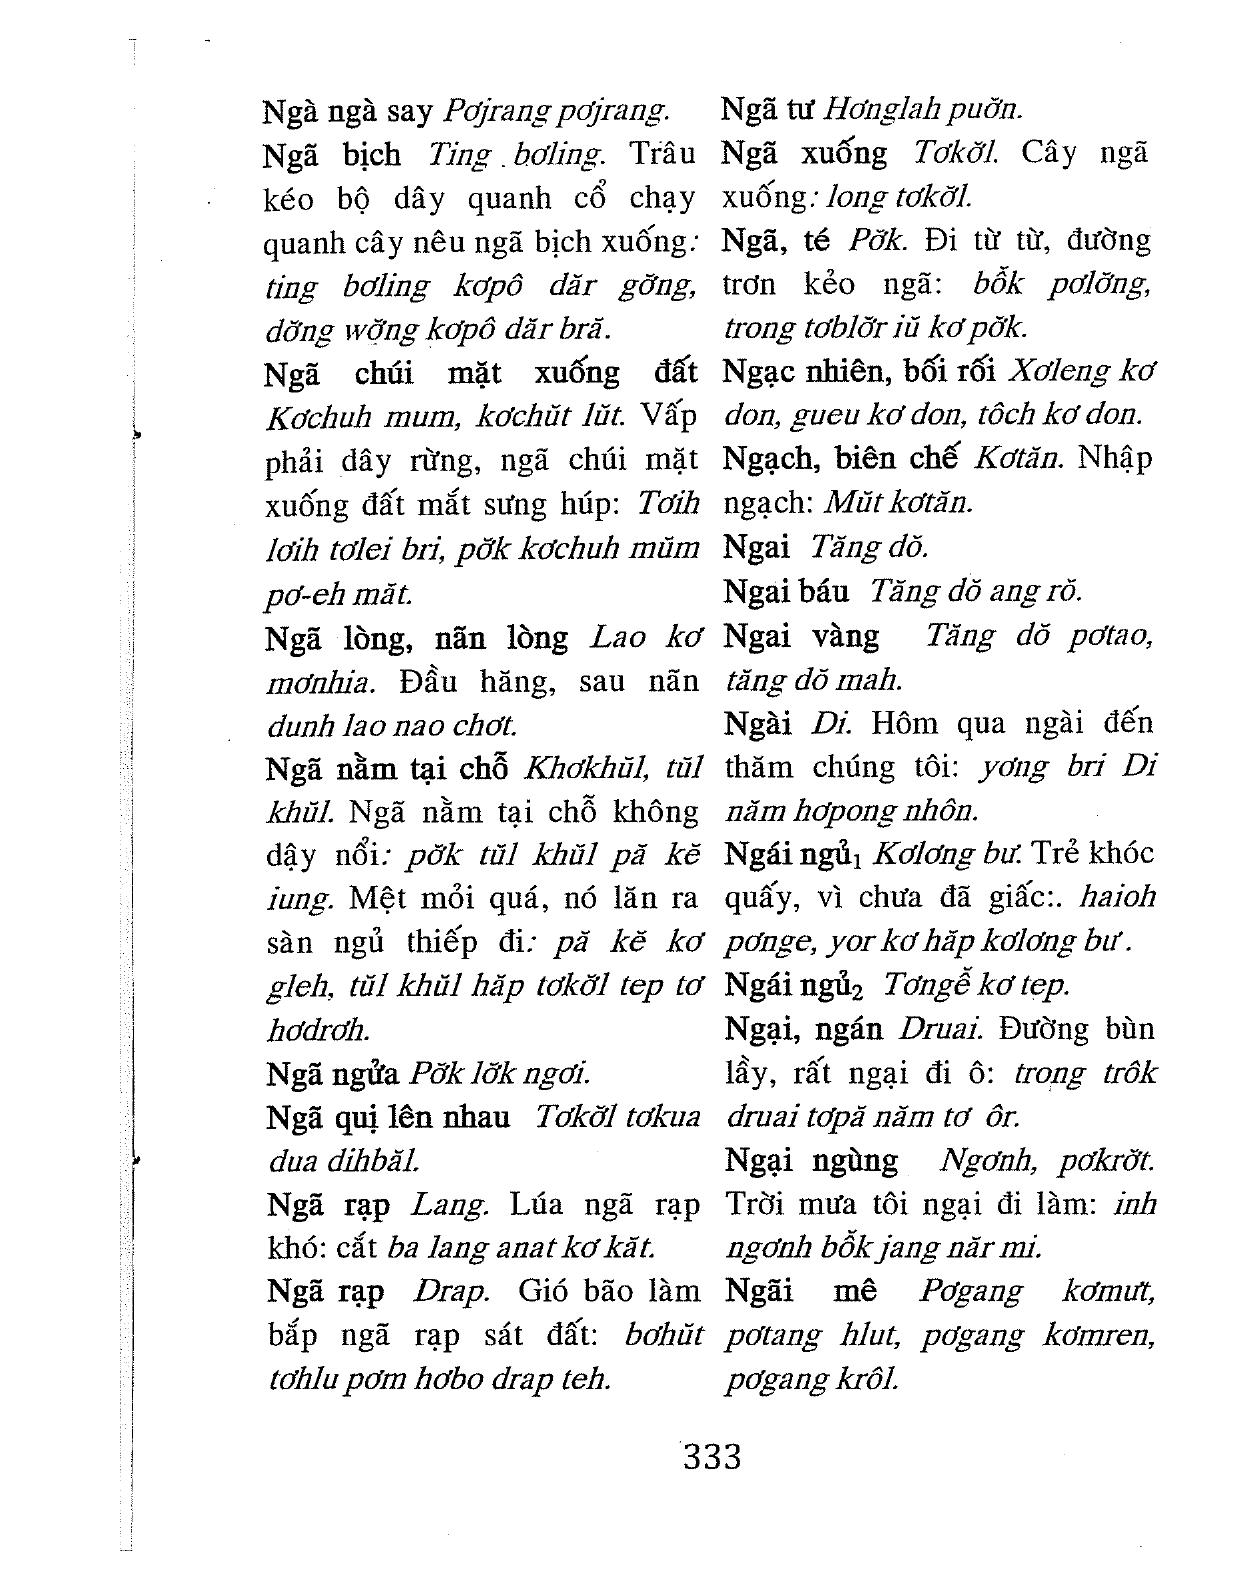 Ngà ngà say Pơjrang pơjrang.
Ngã bịch Ting bơling. Trâu
kéo bộ dây quanh cổ chạy
quanh cây nêu ngã bịch xuống:
ting bơling kơpô dăr gơ̆ng,
dơ̆ng wơ̆ng kơpô dăr bră.
Ngã chúi mặt xuống đất
Kơchuh mum, kơchŭt lŭt. Vấp
phải dây rừng, ngã chúi mặt
xuống đất mắt sưng húp: Tơih
lơih tơlei bri, pơ̆k kơchuh mŭm
pơ-eh măt.
Ngã lòng, nãn lòng Lao kơ
mơnhia. Đầu hăng, sau nãn
dunh lao nao chơt.
Ngã nằm tại chỗ Khơkhŭl, tŭl
khŭl. Ngã nằm tại chỗ không
dậy nổi: pơ̆k tŭl khŭl pă kĕ
iung. Mệt mỏi quá, nó lăn ra
sàn ngủ thiếp đi: pă kĕ kơ
gleh, tŭl khŭl hăp tơkơ̆l tep tơ
hơdrơh.
Ngã ngửa Pơ̆k lơ̆k ngơi.
Ngã quị lên nhau Tơkơ̆l tơkua
dua dihbăl.
Ngã rạp Lang. Lúa ngã rạp
khó: cắt ba lang anat kơ kăt.
Ngã rạp Drap. Gió bão làm
bắp ngã rạp sát đất: bơhŭt
tơhlu pơm hơbo drap teh.
Ngã tư Hơnglah puơ̆n.
Ngã xuống Tơkơ̆l. Cây ngã
xuống: long tơkơ̆l.
Ngã, té Pơ̆k. Đi từ từ, đường
trơn kẻo ngã: bŏ̂k pơlơ̆ng,
trong tơblơ̆r iŭ kơ pơ̆k.
Ngạc nhiên, bối rối Xơleng kơ
don, gueu kơ don, tôch kơ don.
Ngạch, biên chế Kơtăn. Nhập
ngạch: Mŭt kơtăn.
Ngai Tăng dŏ.
Ngai báu Tăng dŏ ang rŏ.
Ngai vàng Tăng dŏ pơtao,
tăng dŏ mah.
Ngài Di. Hôm qua ngài đến
thăm chúng tôi: yơng bri Di
năm hơpong nhôn.
Ngái ngủ₁ Kơlơng bư. Trẻ khóc
quấy, vì chưa đã giấc:. haioh
pơnge, yor kơ hăp kơlơng bư.
Ngái ngủ₂ Tơngĕ̂ kơ tep.
Ngại, ngán Druai. Đường bùn
lầy, rất ngại đi ô: trong trôk
druai tơpă năm tơ ôr.
Ngại ngùng Ngơnh, pơkrơ̆t.
Trời mưa tôi ngại đi làm: inh
ngơnh bŏ̂k jang năr mi.
Ngãi mê Pơgang kơmưt,
pơtang hlut, pơgang kơmren,
pơgang krôl.
333